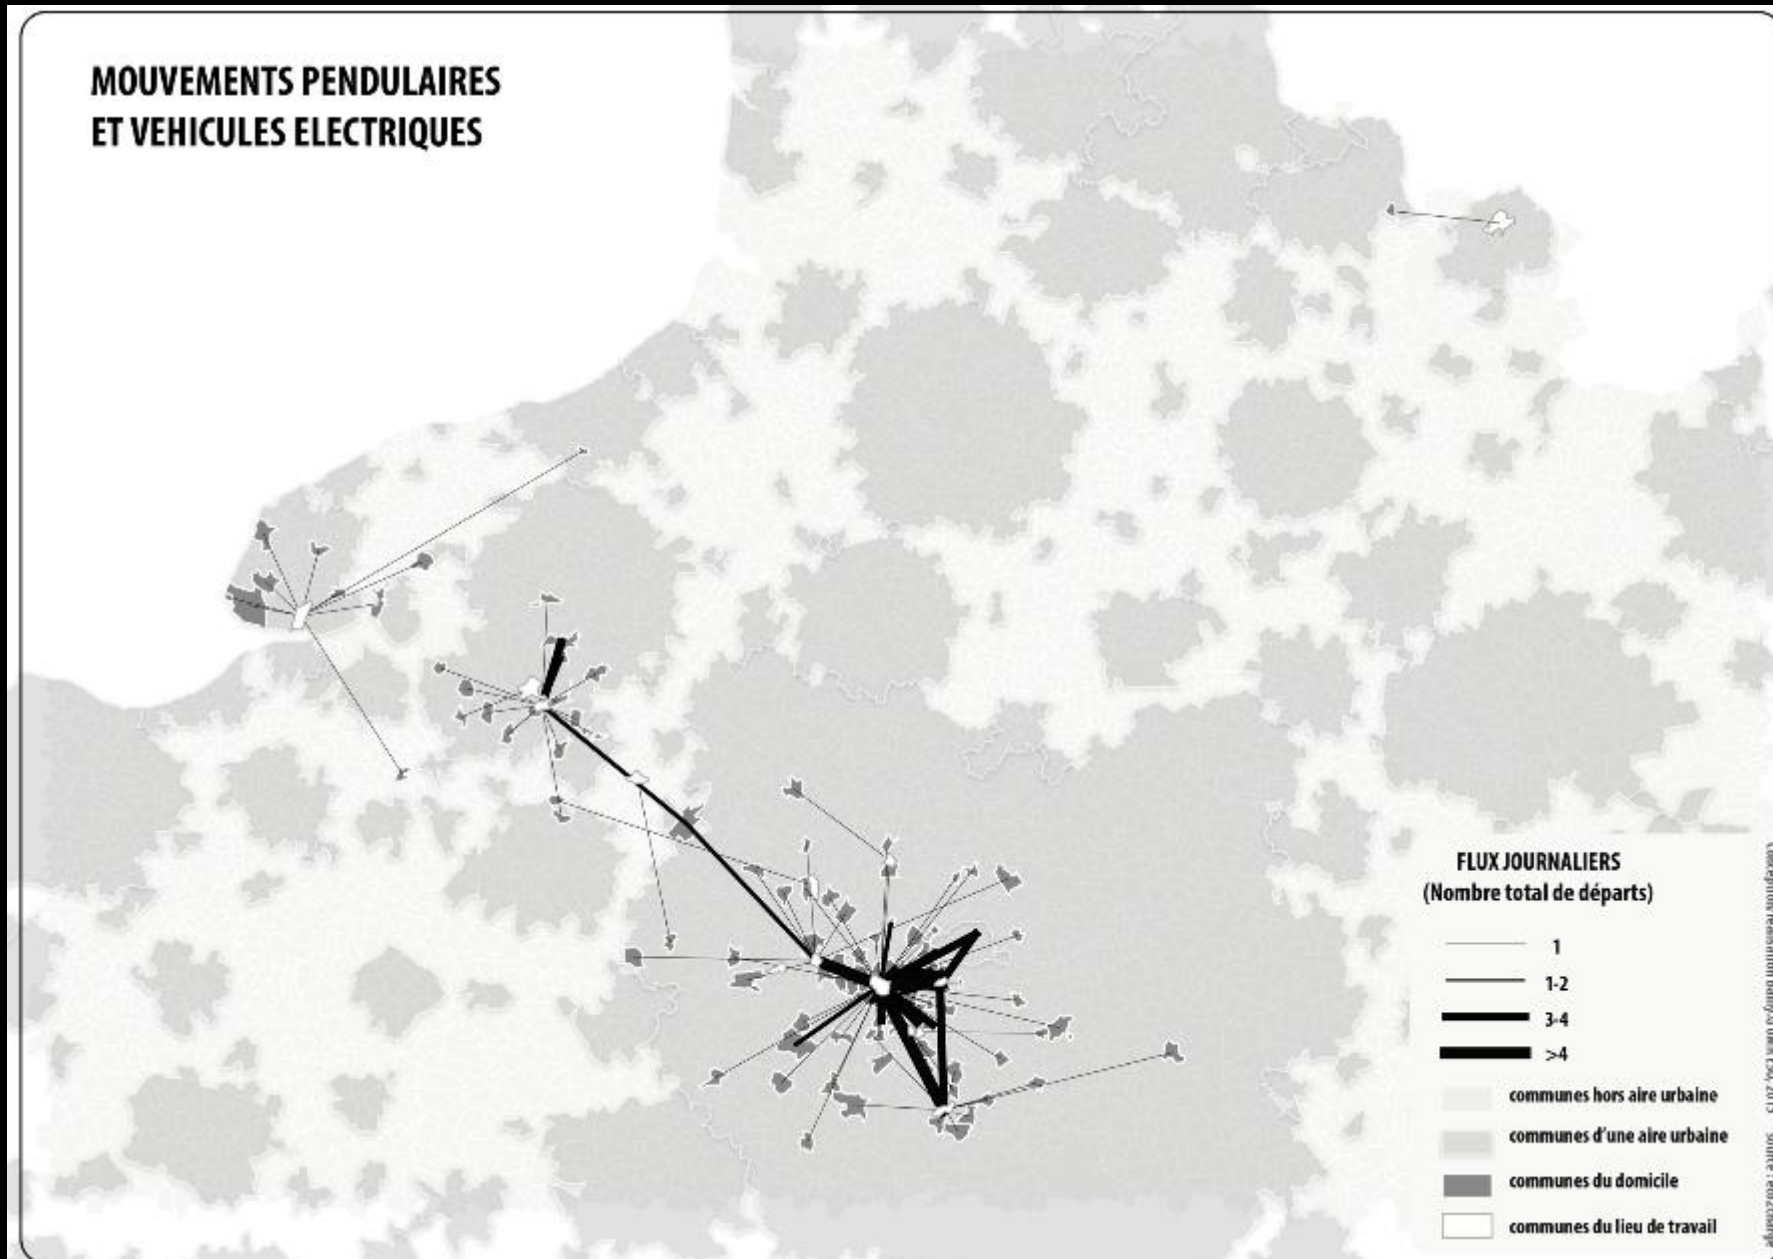 MOUVEMENTS PENDULAIRES
ET VEHICULES ELECTRIQUES
FLUX JOURNALIERS
(Nombre total de départs)
1
1-2
3-4
>4
communes hors aire urbaine
communes d'une aire urbaine
communes du domicile
communes du lieu de travail